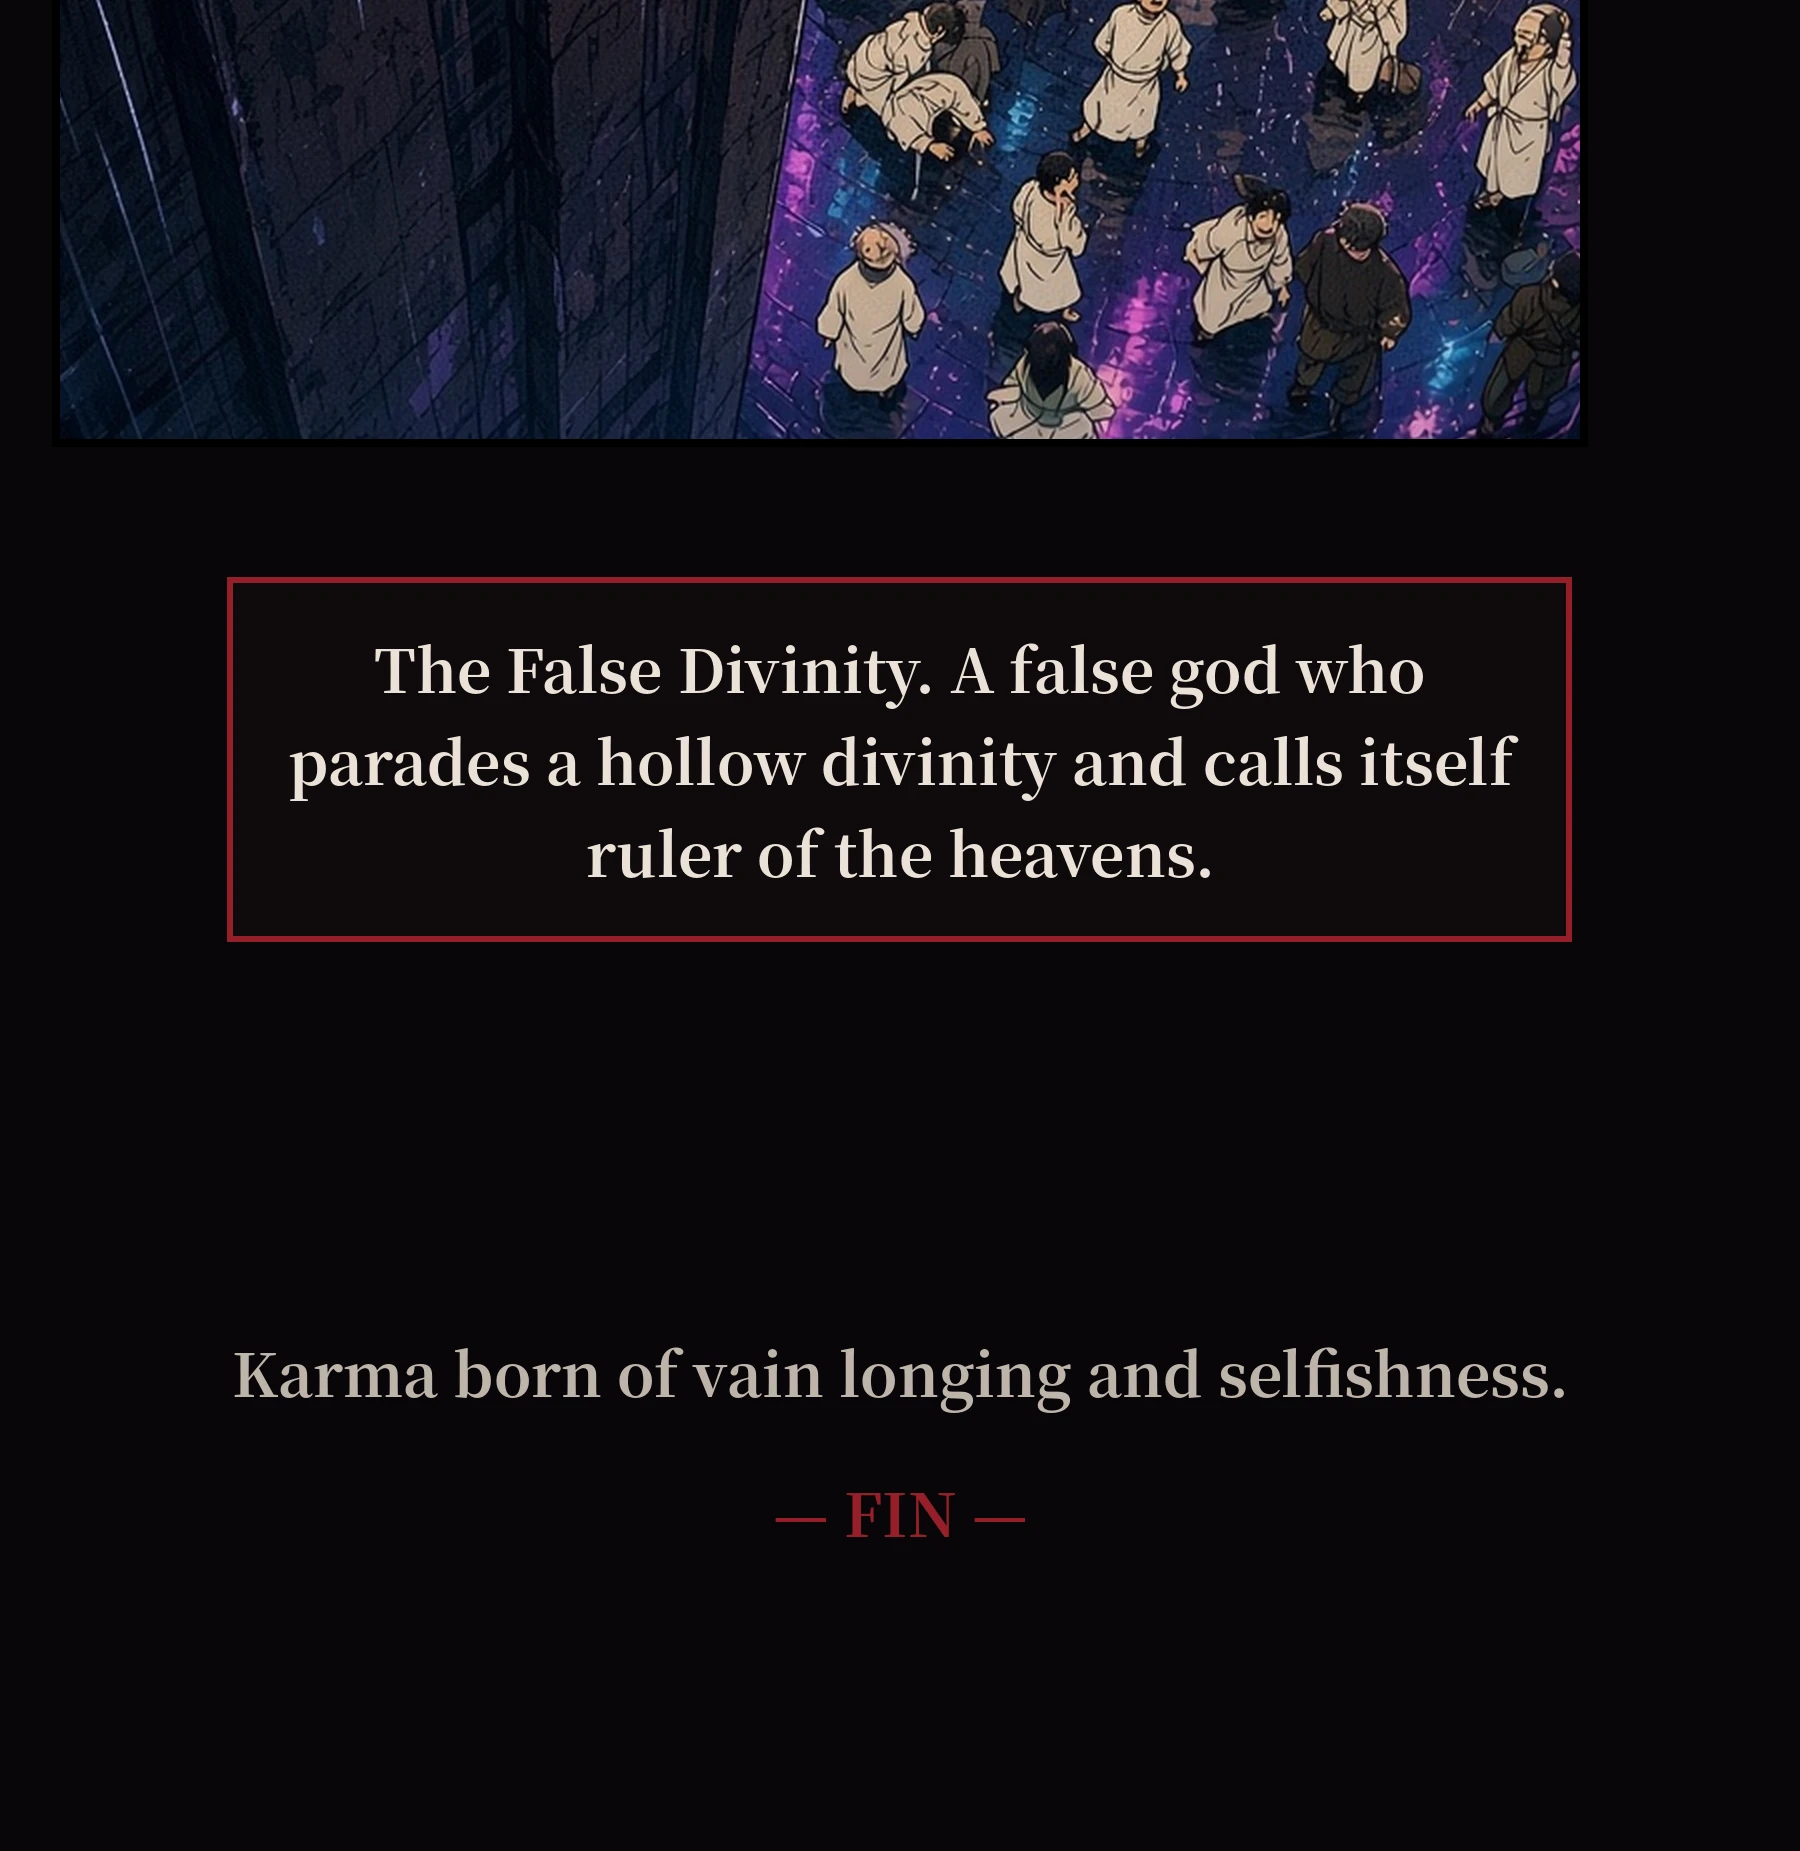 The False Divinity. A false god who
parades a hollow divinity and calls itself
ruler of the heavens.
Karma born of vain longing and selfishness.
— FIN —